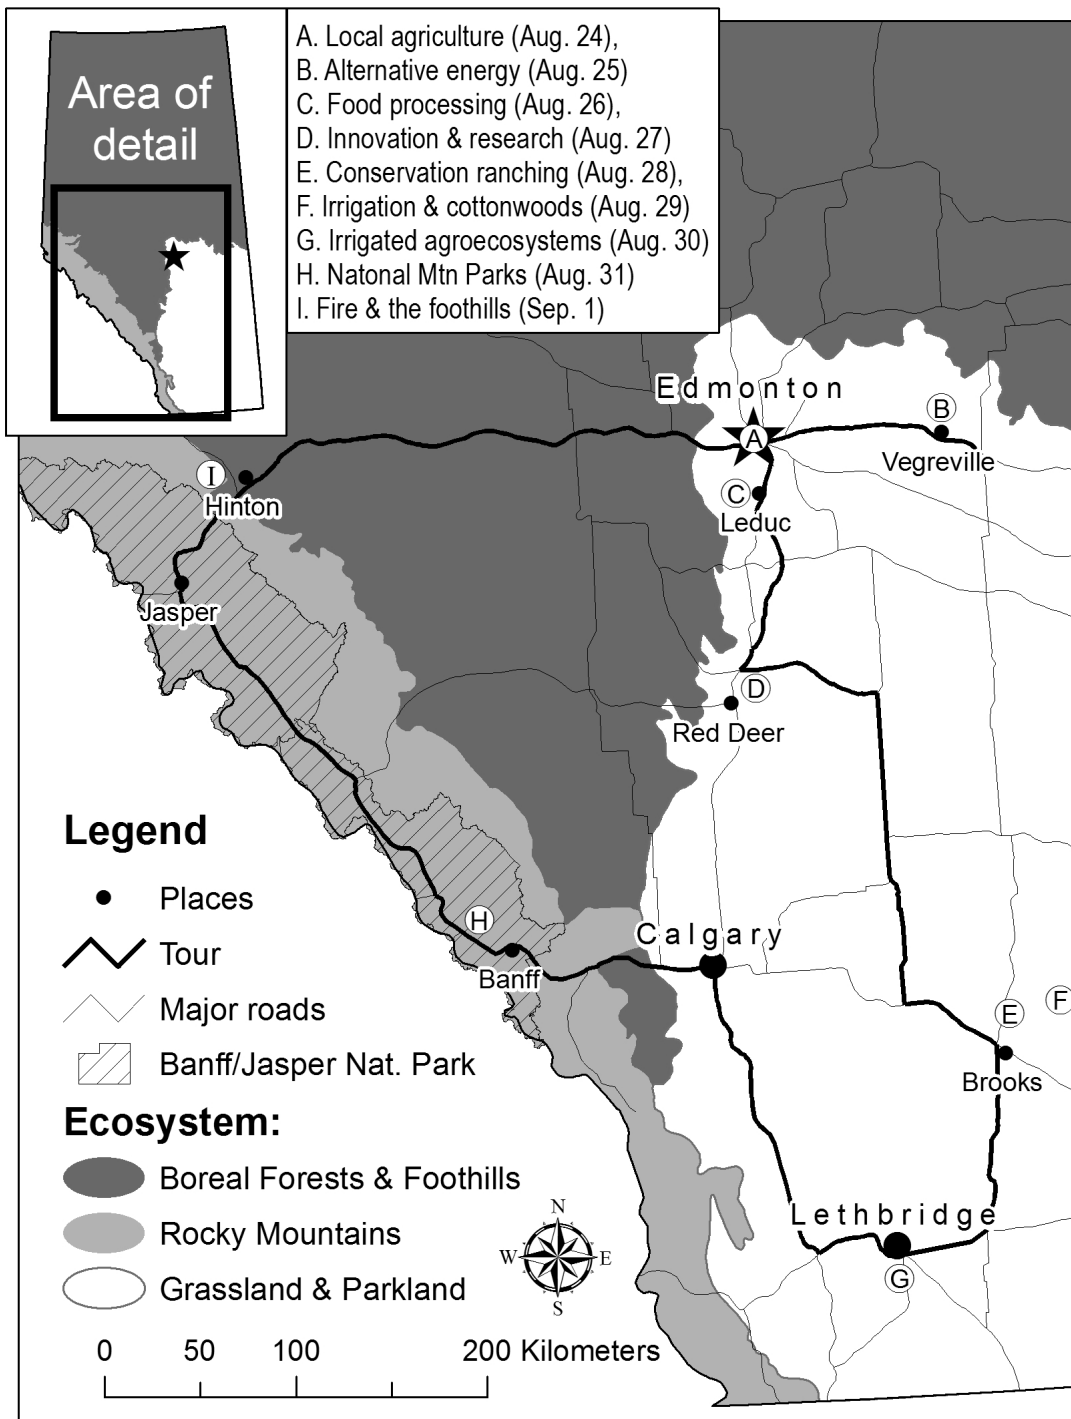 Area of
detail
A. Local agriculture (Aug. 24),
B. Alternative energy (Aug. 25)
C. Food processing (Aug. 26),
D. Innovation & research (Aug. 27)
E. Conservation ranching (Aug. 28),
F. Irrigation & cottonwoods (Aug. 29)
G. Irrigated agroecosystems (Aug. 30)
H. Natonal Mtn Parks (Aug. 31)
I. Fire & the foothills (Sep. 1)
Edmonton
A
B
Vegreville
C
Leduc
I
Hinton
Jasper
D
Red Deer
H
Banff
Calgary
E
F
Brooks
Lethbridge
G
Legend
Places
Tour
Major roads
Banff/Jasper Nat. Park
Ecosystem:
Boreal Forests & Foothills
Rocky Mountains
Grassland & Parkland
N
W E
S
0 50 100 200 Kilometers